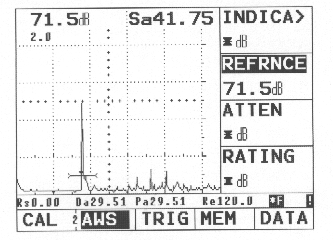 71.5dB Sa41.75 INDICA>
2.0
dB
REFRNCE
71.5dB
ATTEN
dB
RATING
dB
Rs0.00 Da29.51 Pa29.51 Re120.0 *F !
CAL 2 AWS TRIG MEM DATA